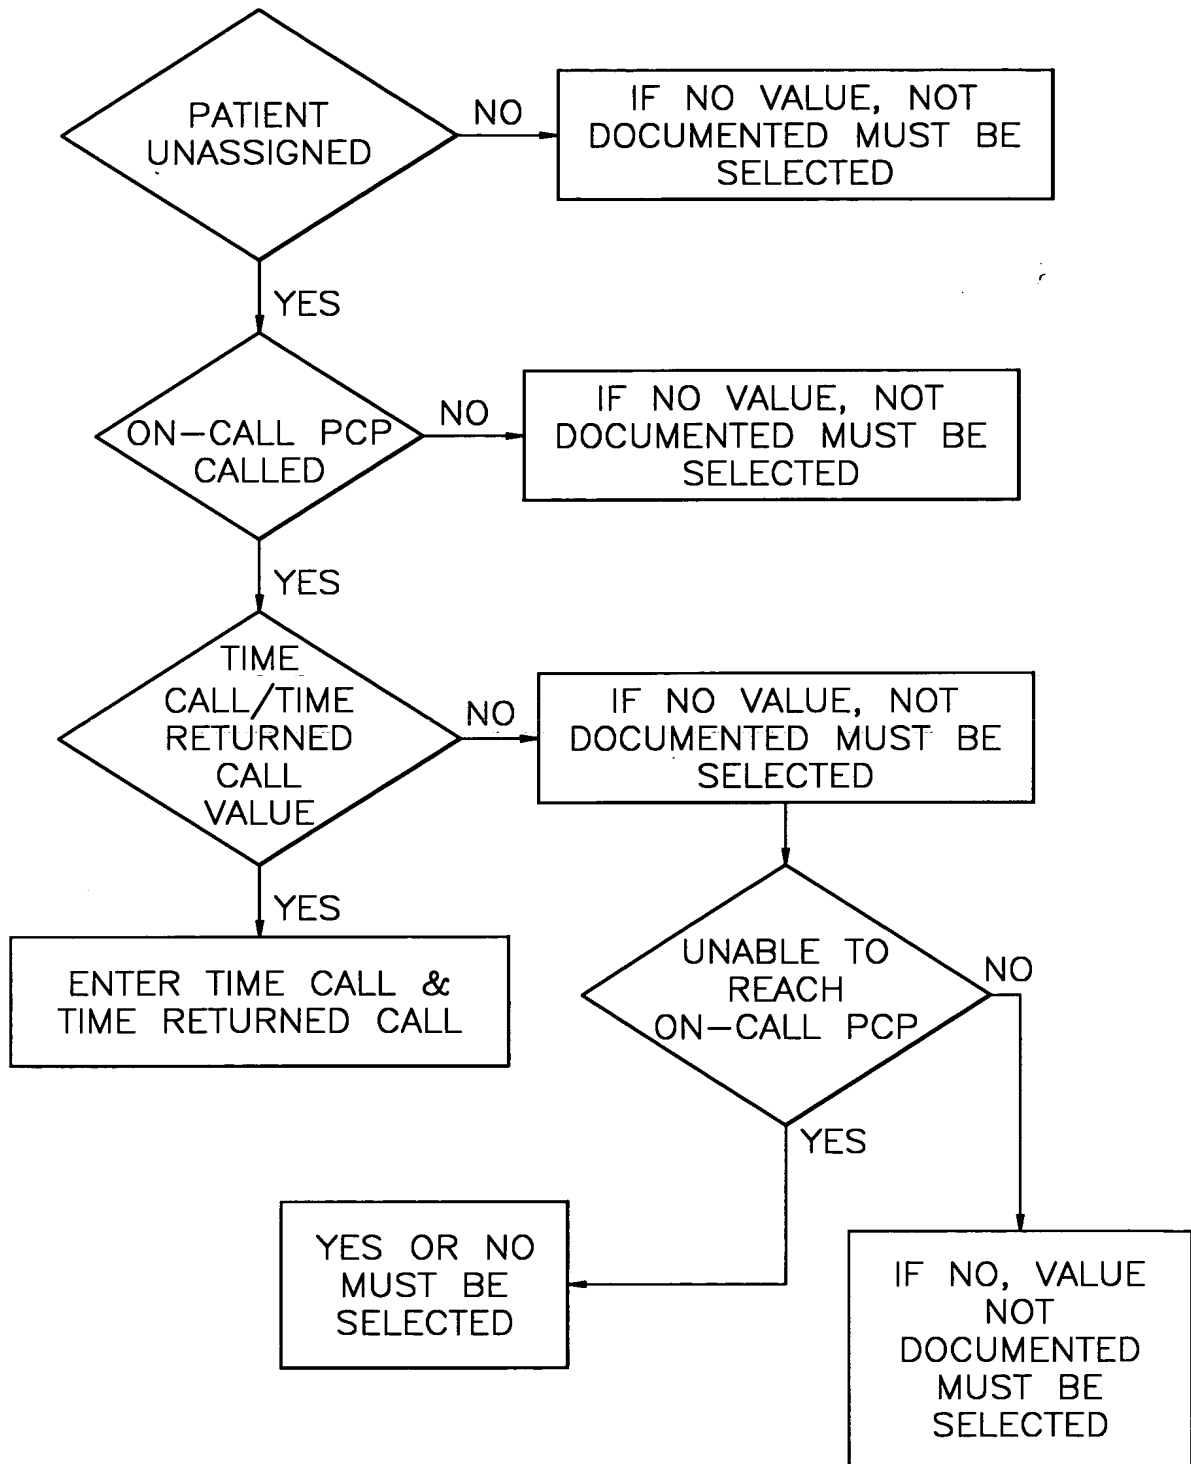 PATIENT
UNASSIGNED
NO
IF NO VALUE, NOT
DOCUMENTED MUST BE
SELECTED
YES
ON-CALL PCP
CALLED
NO
IF NO VALUE, NOT
DOCUMENTED MUST BE
SELECTED
YES
TIME
CALL/TIME
RETURNED
CALL
VALUE
NO
IF NO VALUE, NOT
DOCUMENTED MUST BE
SELECTED
YES
ENTER TIME CALL &
TIME RETURNED CALL
UNABLE TO
REACH
ON-CALL PCP
NO
YES
YES OR NO
MUST BE
SELECTED
IF NO, VALUE
NOT
DOCUMENTED
MUST BE
SELECTED